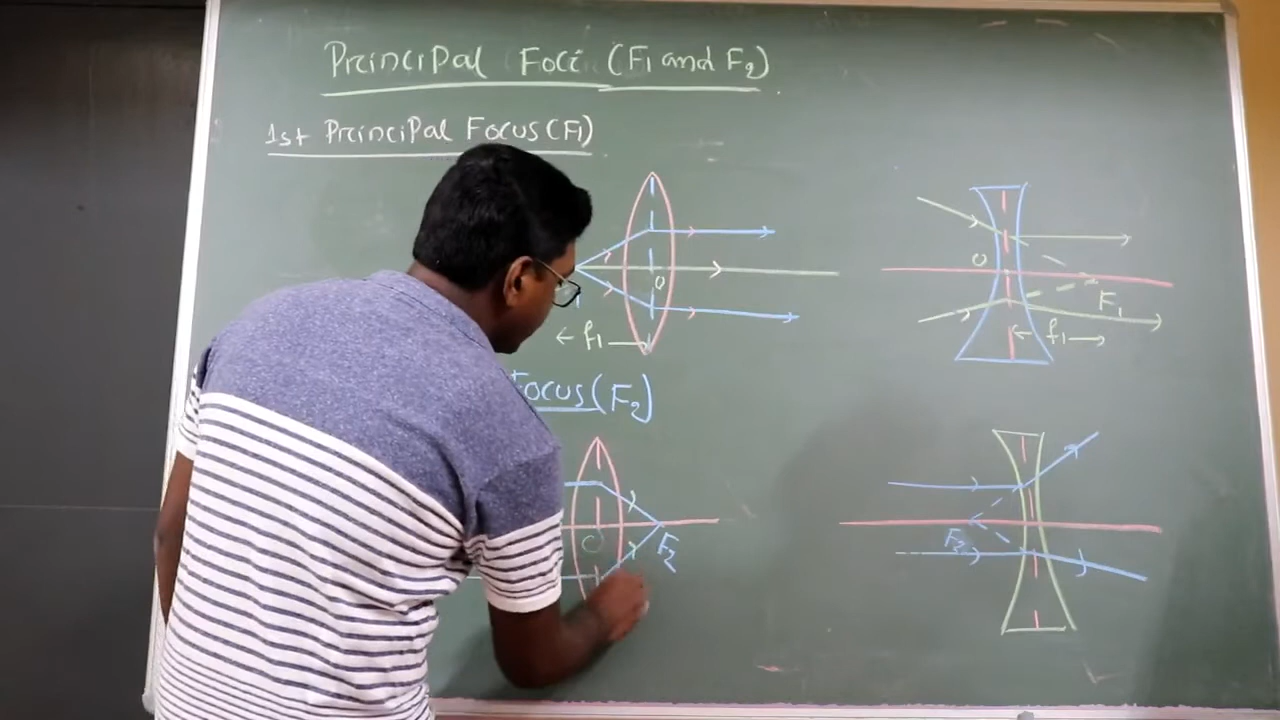 Principal Foci (F1 and F2)
1st Principal Focus (F1)
O
← f1 →
O
F1
← f1 →
Focus (F2)
O
F2
F2